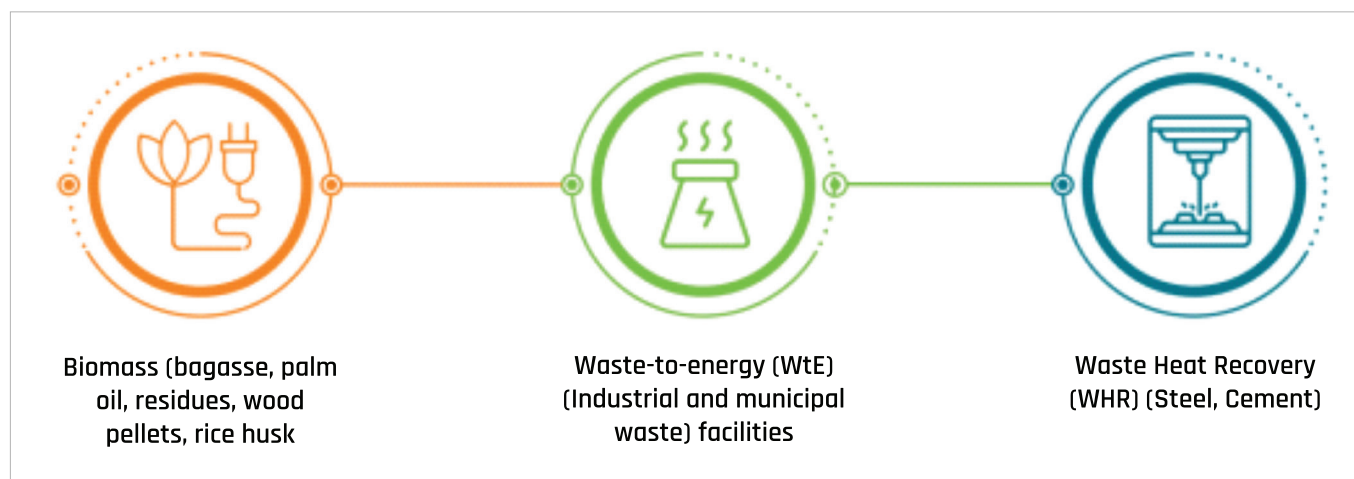 Biomass (bagasse, palm
oil, residues, wood
pellets, rice husk
Waste-to-energy (WtE)
(Industrial and municipal
waste) facilities
Waste Heat Recovery
(WHR) (Steel, Cement)